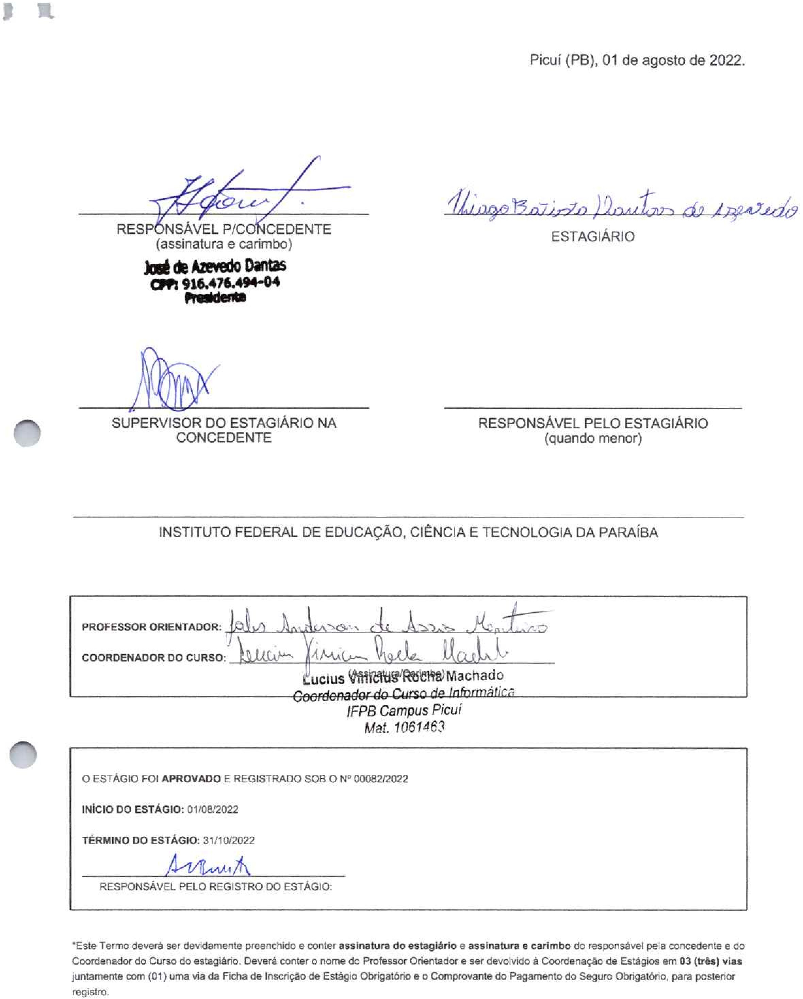 Picuí (PB), 01 de agosto de 2022.
Thiago Batista Dantas de Azevedo
RESPONSÁVEL P/CONCEDENTE
(assinatura e carimbo)
ESTAGIÁRIO
José de Azevedo Dantas
CPF: 916.476.494-04
Presidente
SUPERVISOR DO ESTAGIÁRIO NA
CONCEDENTE
RESPONSÁVEL PELO ESTAGIÁRIO
(quando menor)
INSTITUTO FEDERAL DE EDUCAÇÃO, CIÊNCIA E TECNOLOGIA DA PARAÍBA
PROFESSOR ORIENTADOR: Jales Anderson de Assis Monteiro
COORDENADOR DO CURSO: Lucius Vinicius Rocha Machado
(Assinatura/Carimbo)
Lucius Vinicius Rocha Machado
Coordenador do Curso de Informática
IFPB Campus Picuí
Mat. 1061463
O ESTÁGIO FOI APROVADO E REGISTRADO SOB O Nº 00082/2022
INÍCIO DO ESTÁGIO: 01/08/2022
TÉRMINO DO ESTÁGIO: 31/10/2022
RESPONSÁVEL PELO REGISTRO DO ESTÁGIO:
*Este Termo deverá ser devidamente preenchido e conter assinatura do estagiário e assinatura e carimbo do responsável pela concedente e do
Coordenador do Curso do estagiário. Deverá conter o nome do Professor Orientador e ser devolvido à Coordenação de Estágios em 03 (três) vias
juntamente com (01) uma via da Ficha de Inscrição de Estágio Obrigatório e o Comprovante do Pagamento do Seguro Obrigatório, para posterior
registro.